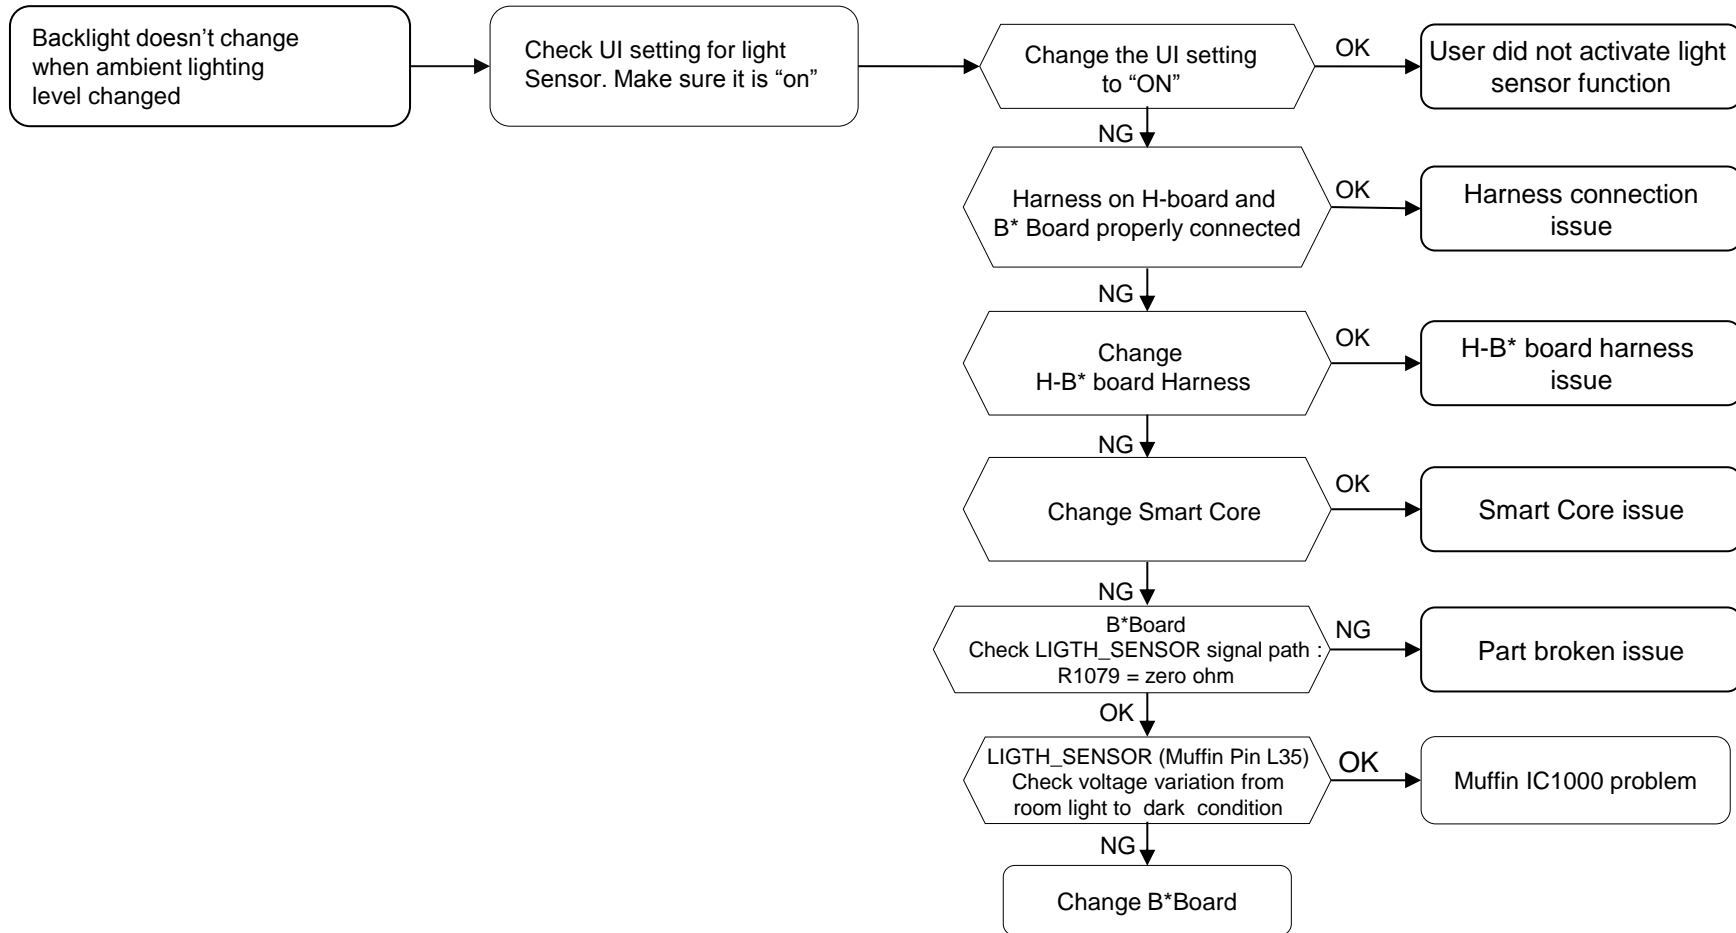 Backlight doesn’t change
when ambient lighting
level changed
Check UI setting for light
Sensor. Make sure it is “on”
Change the UI setting
to “ON”
OK
User did not activate light
sensor function
NG
Harness on H-board and
B* Board properly connected
OK
Harness connection
issue
NG
Change
H-B* board Harness
OK
H-B* board harness
issue
NG
Change Smart Core
OK
Smart Core issue
NG
B*Board
Check LIGTH_SENSOR signal path :
R1079 = zero ohm
NG
Part broken issue
OK
LIGTH_SENSOR (Muffin Pin L35)
Check voltage variation from
room light to dark condition
OK
Muffin IC1000 problem
NG
Change B*Board